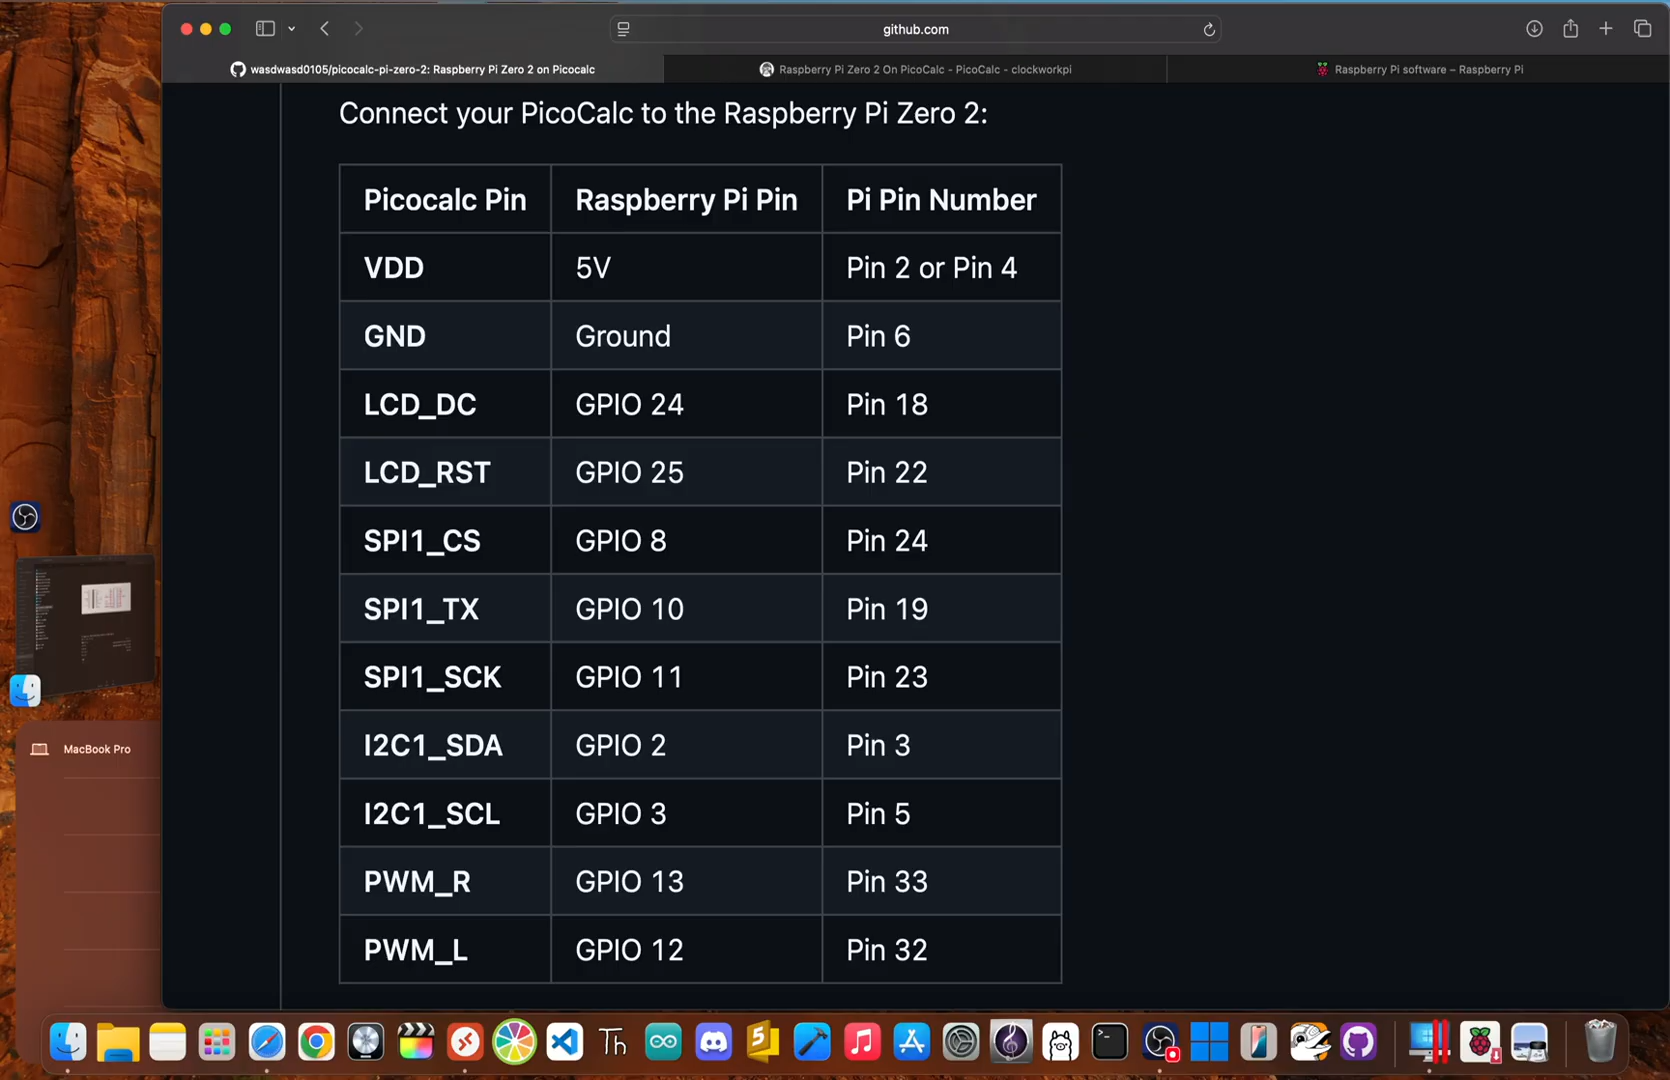 github.com
wasdwasd0105/picocalc-pi-zero-2: Raspberry Pi Zero 2 on Picocalc
Raspberry Pi Zero 2 On PicoCalc - PicoCalc - clockworkpi
Raspberry Pi software – Raspberry Pi
Connect your PicoCalc to the Raspberry Pi Zero 2:
Picocalc Pin Raspberry Pi Pin Pi Pin Number
VDD 5V Pin 2 or Pin 4
GND Ground Pin 6
LCD_DC GPIO 24 Pin 18
LCD_RST GPIO 25 Pin 22
SPI1_CS GPIO 8 Pin 24
SPI1_TX GPIO 10 Pin 19
SPI1_SCK GPIO 11 Pin 23
I2C1_SDA GPIO 2 Pin 3
I2C1_SCL GPIO 3 Pin 5
PWM_R GPIO 13 Pin 33
PWM_L GPIO 12 Pin 32
MacBook Pro
Th
5